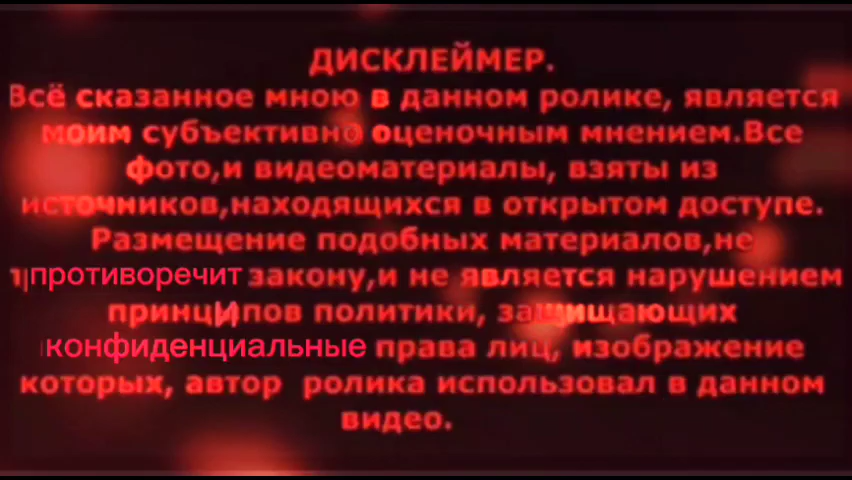 ДИСКЛЕЙМЕР.
Всё сказанное мною в данном ролике, является
моим субъективно оценочным мнением.Все
фото,и видеоматериалы, взяты из
источников,находящихся в открытом доступе.
Размещение подобных материалов,не
противоречит закону,и не является нарушением
принципов политики, защищающих
конфиденциальные права лиц, изображение
которых, автор ролика использовал в данном
видео.